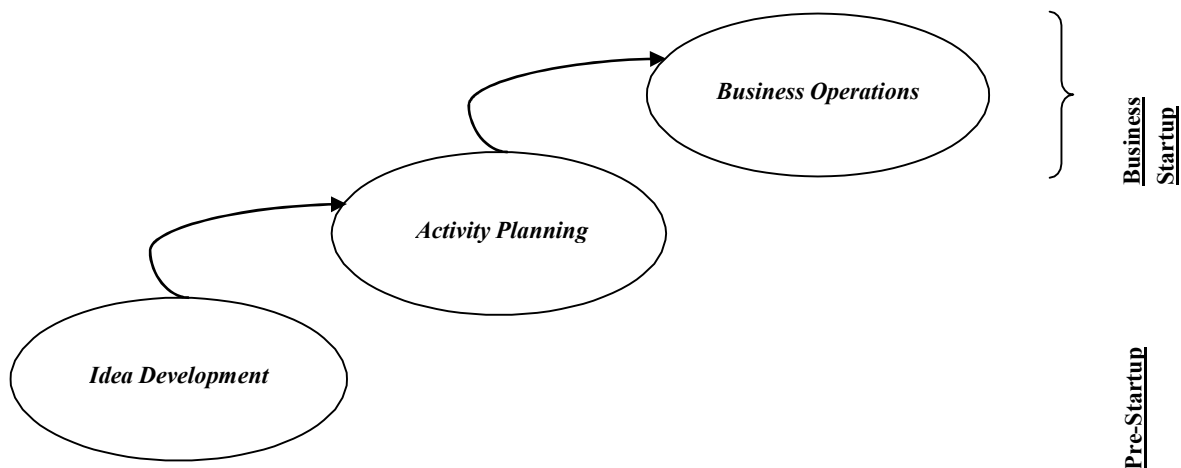 Business Operations
Business
Startup
Activity Planning
Idea Development
Pre-Startup